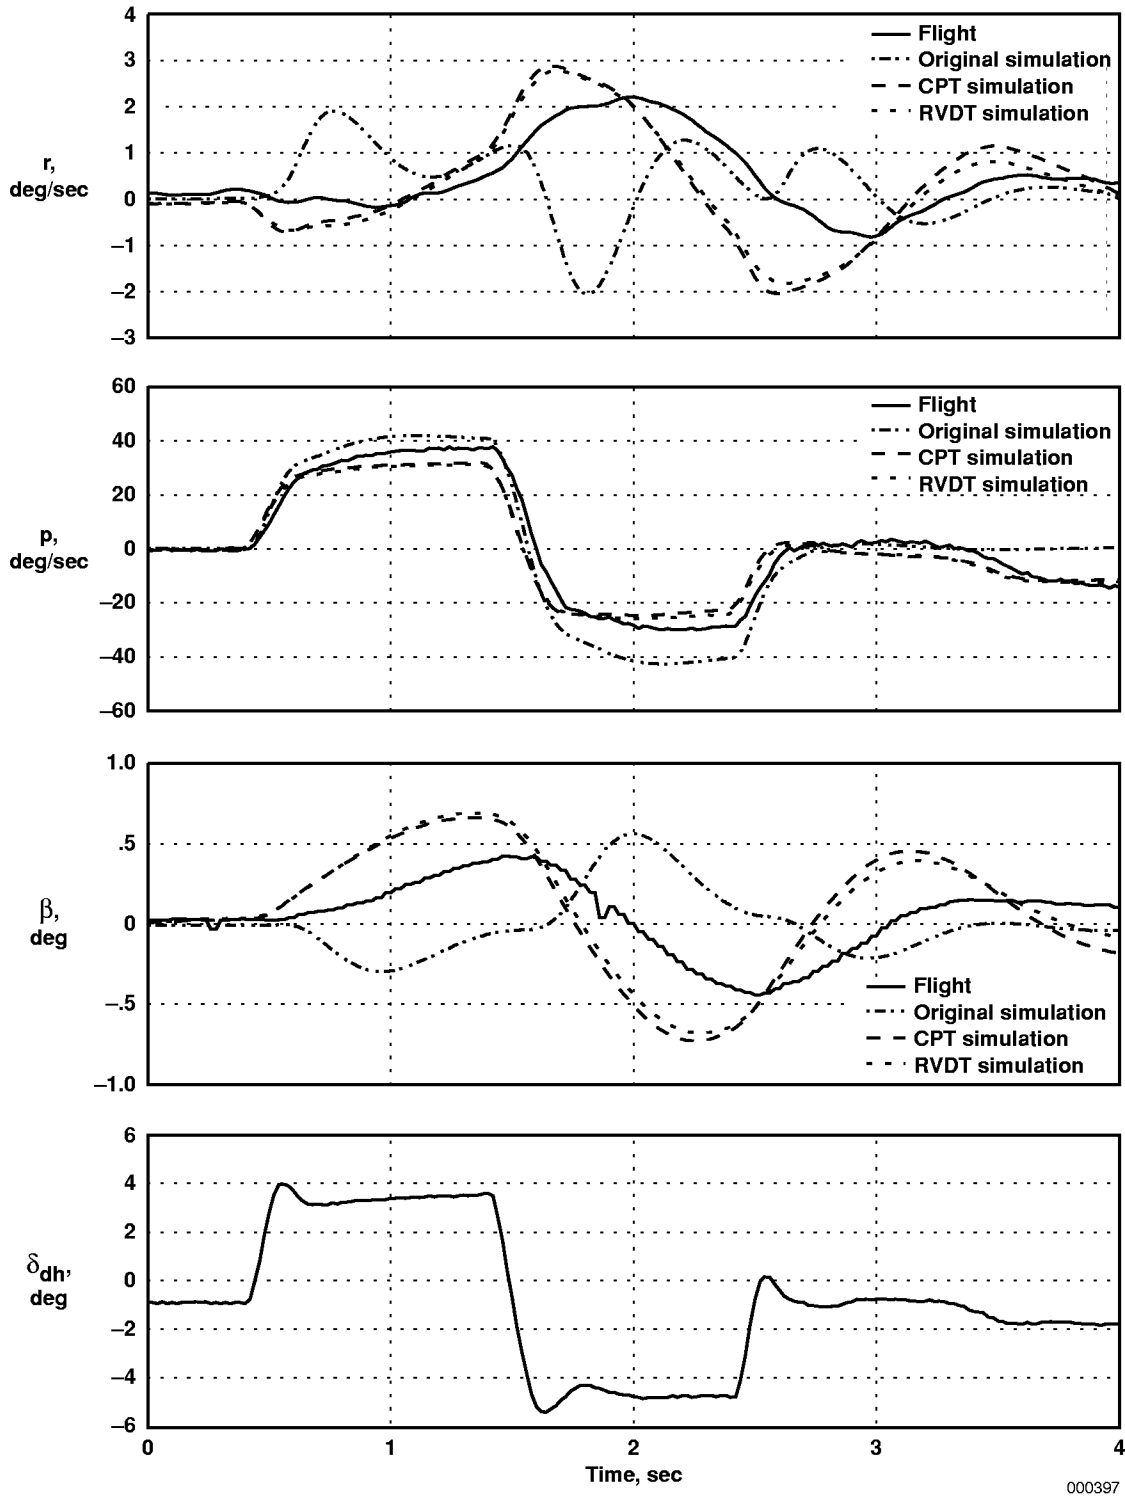 4
3
2
1
0
–1
–2
–3
r,
deg/sec
Flight
Original simulation
CPT simulation
RVDT simulation
60
40
20
0
–20
–40
–60
p,
deg/sec
Flight
Original simulation
CPT simulation
RVDT simulation
1.0
.5
0
–.5
–1.0
β,
deg
Flight
Original simulation
CPT simulation
RVDT simulation
6
4
2
0
–2
–4
–6
δdh,
deg
0 1 2 3 4
Time, sec
000397